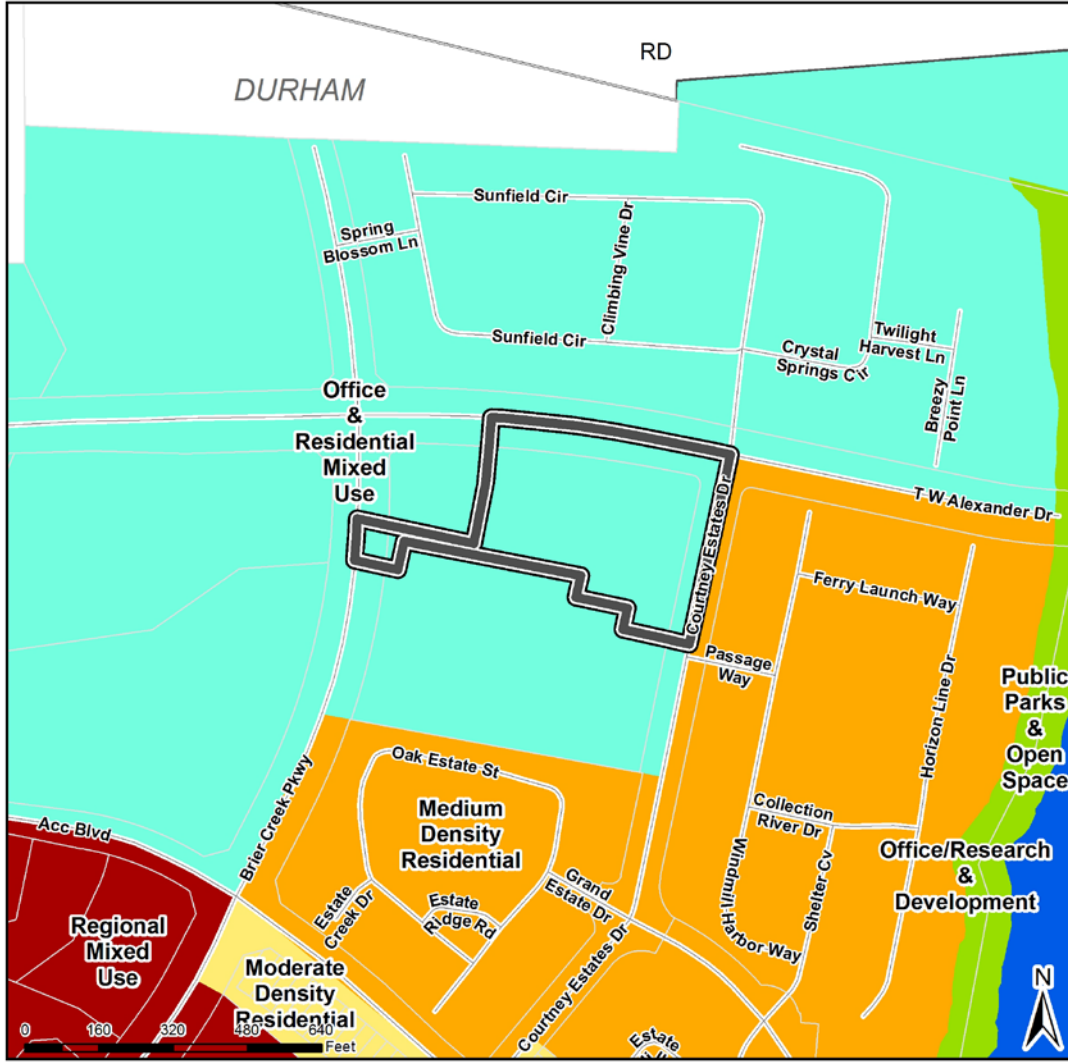 RD
DURHAM
Sunfield Cir
Spring
Blossom Ln
Climbing Vine Dr
Sunfield Cir
Crystal
Springs Cir
Twilight
Harvest Ln
Breezy
Point Ln
Office
&
Residential
Mixed
Use
T W Alexander Dr
Courtney Estates Dr
Ferry Launch Way
Passage
Way
Horizon Line Dr
Public
Parks
&
Open
Space
Oak Estate St
Brier Creek Pkwy
Medium
Density
Residential
Collection
River Dr
Acc Blvd
Office/Research
&
Development
Windmill Harbor Way
Shelter Cv
Grand
Estate Dr
Estate
Creek Dr
Estate
Ridge Rd
Regional
Mixed
Use
Courtney Estates Dr
Moderate
Density
Residential
Estate
N
0 160 320 480 640
Feet